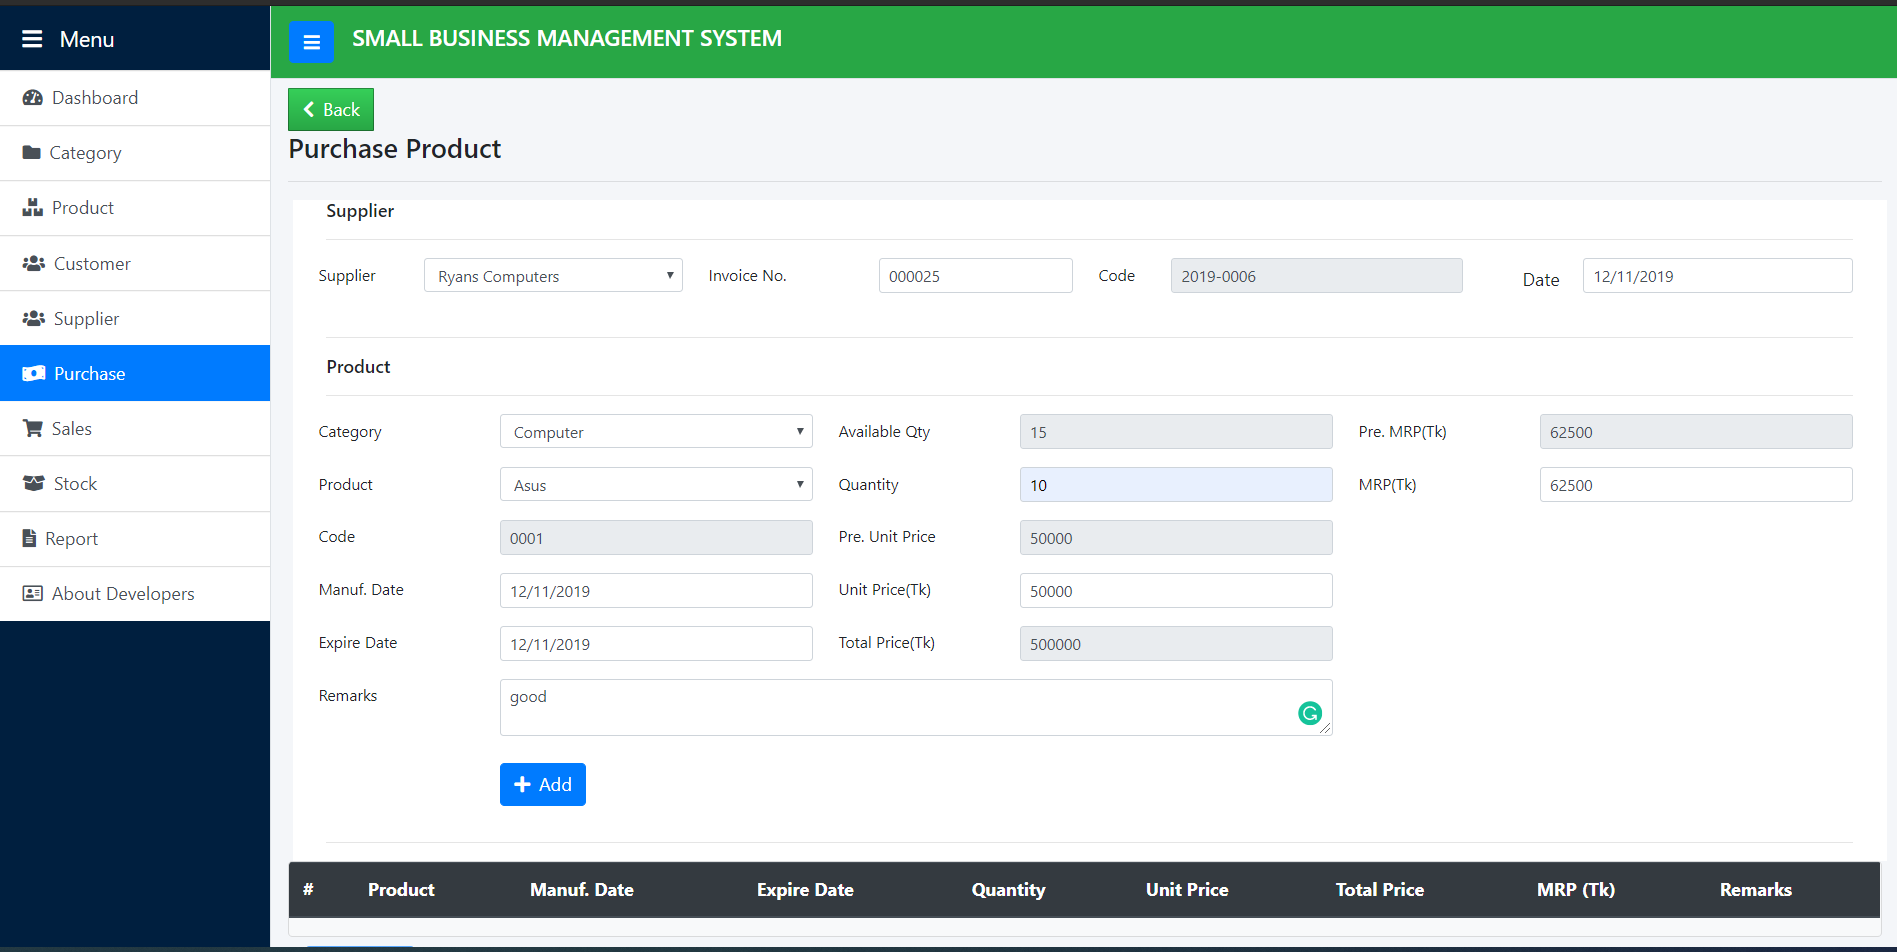 Menu
SMALL BUSINESS MANAGEMENT SYSTEM
Dashboard
Category
Product
Customer
Supplier
Purchase
Sales
Stock
Report
About Developers
Back
Purchase Product
Supplier
Supplier Ryans Computers Invoice No. 000025 Code 2019-0006 Date 12/11/2019
Product
Category Computer Available Qty 15 Pre. MRP(Tk) 62500
Product Asus Quantity 10 MRP(Tk) 62500
Code 0001 Pre. Unit Price 50000
Manuf. Date 12/11/2019 Unit Price(Tk) 50000
Expire Date 12/11/2019 Total Price(Tk) 500000
Remarks good
Add
# Product Manuf. Date Expire Date Quantity Unit Price Total Price MRP (Tk) Remarks